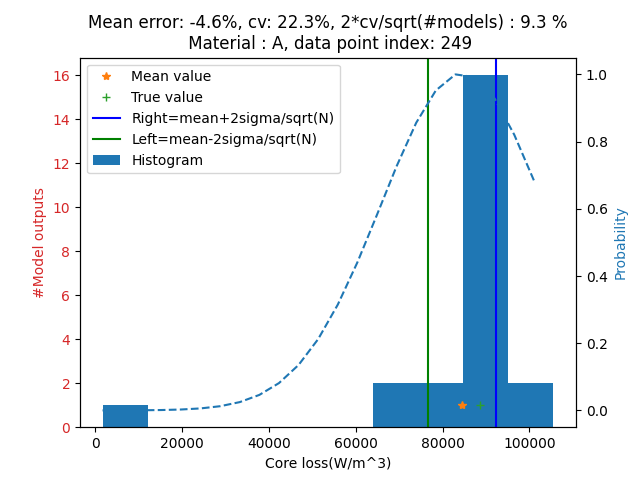 Mean error: -4.6%, cv: 22.3%, 2*cv/sqrt(#models) : 9.3 %
Material : A, data point index: 249
Mean value
True value
Right=mean+2sigma/sqrt(N)
Left=mean-2sigma/sqrt(N)
Histogram
16
14
12
10
8
6
4
2
0
#Model outputs
1.0
0.8
0.6
0.4
0.2
0.0
Probability
0 20000 40000 60000 80000 100000
Core loss(W/m^3)